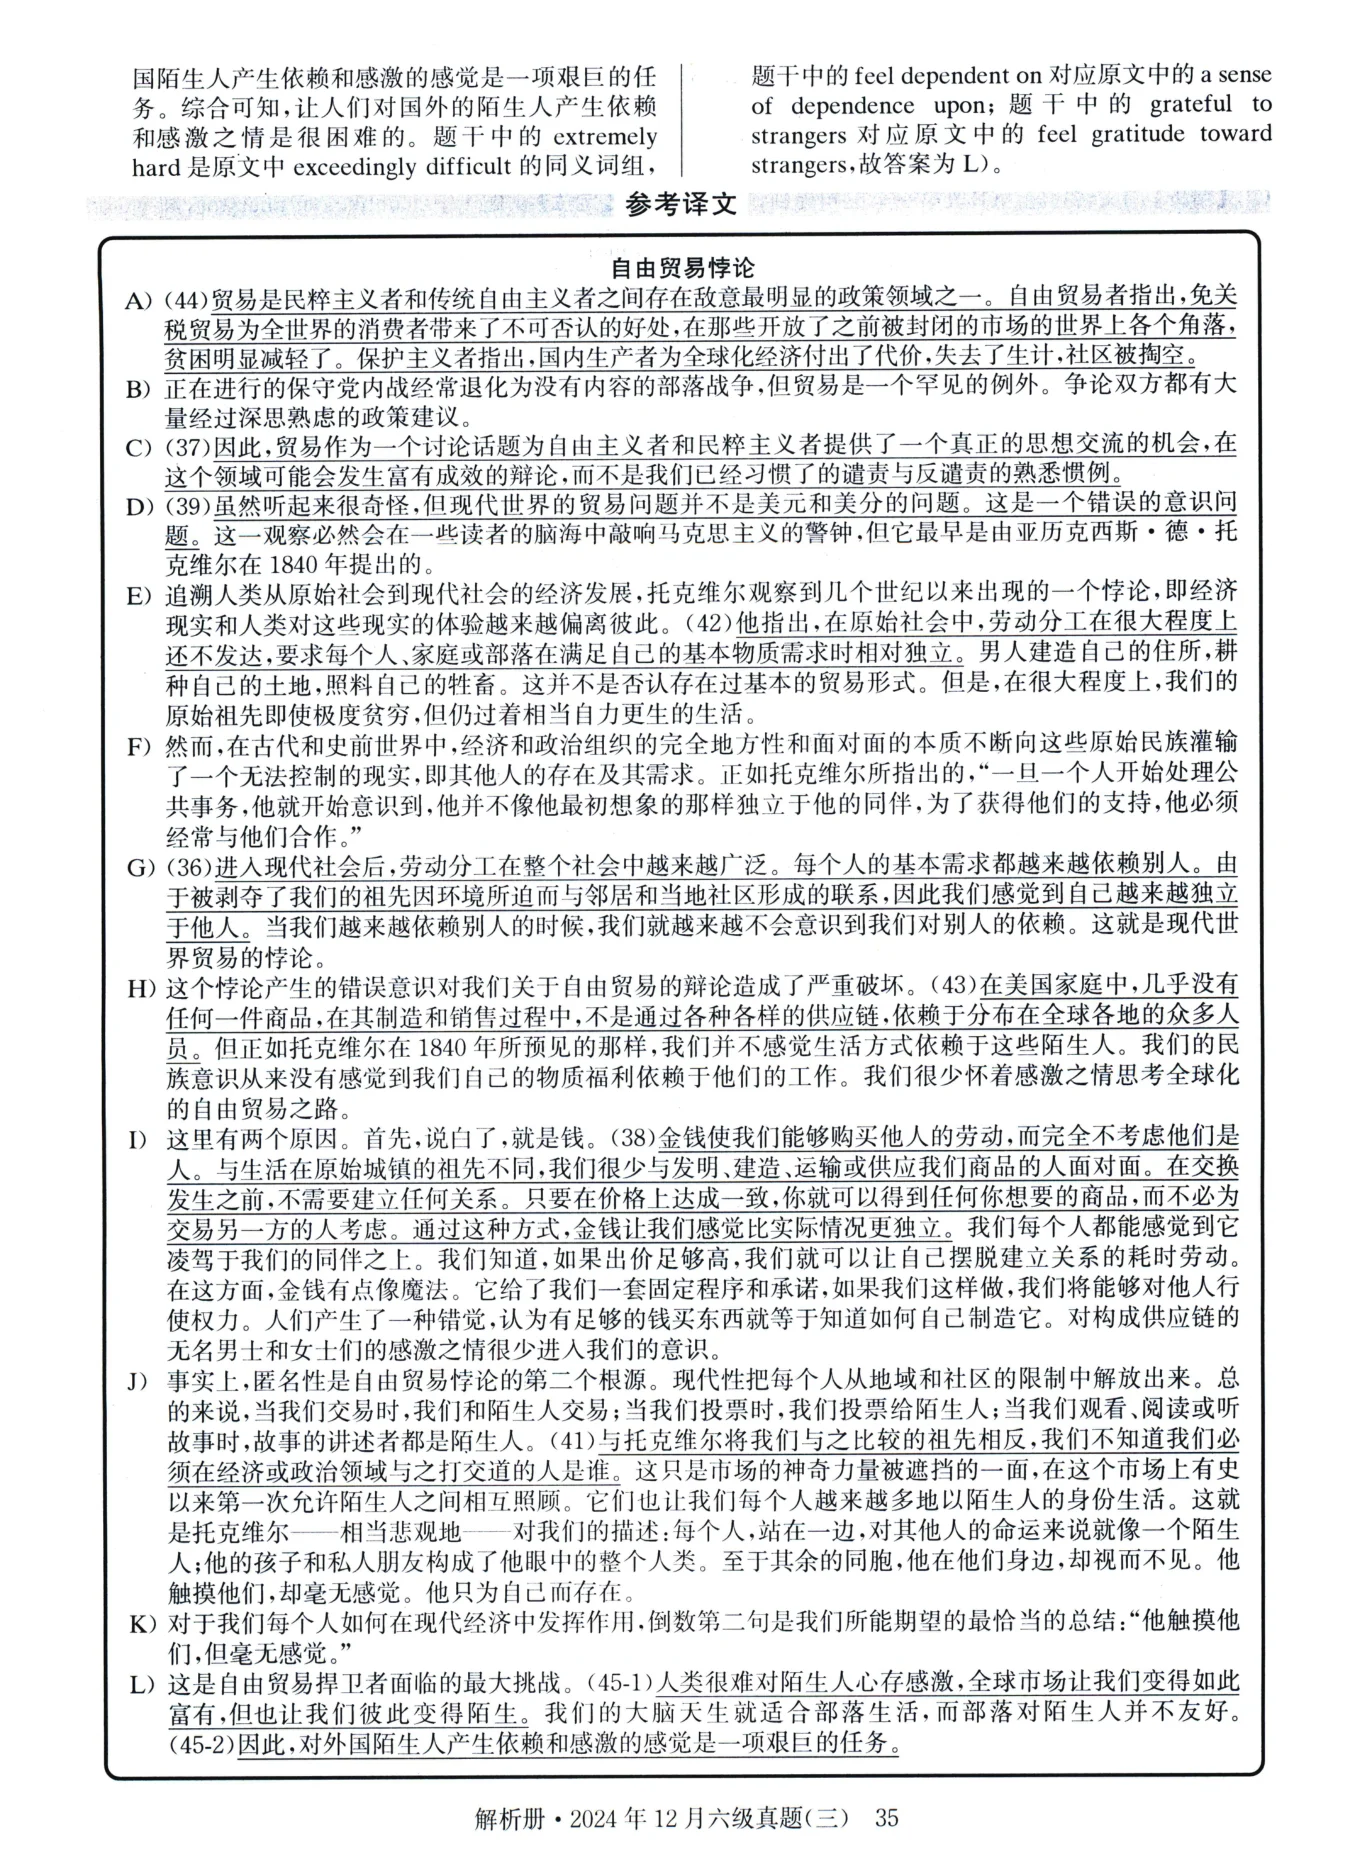 国陌生人产生依赖和感激的感觉是一项艰巨的任
务。综合可知,让人们对国外的陌生人产生依赖
和感激之情是很困难的。题干中的 extremely
hard 是原文中 exceedingly difficult 的同义词组,
题干中的 feel dependent on 对应原文中的 a sense
of dependence upon; 题干中的 grateful to
strangers 对应原文中的 feel gratitude toward
strangers,故答案为 L)。
参考译文
自由贸易悖论
A) (44)贸易是民粹主义者和传统自由主义者之间存在敌意最明显的政策领域之一。自由贸易者指出,免关
税贸易为全世界的消费者带来了不可否认的好处,在那些开放了之前被封闭的市场的世界上各个角落,
贫困明显减轻了。保护主义者指出,国内生产者为全球化经济付出了代价,失去了生计,社区被掏空。
B) 正在进行的保守党内战经常退化为没有内容的部落战争,但贸易是一个罕见的例外。争论双方都有大
量经过深思熟虑的政策建议。
C) (37)因此,贸易作为一个讨论话题为自由主义者和民粹主义者提供了一个真正的思想交流的机会,在
这个领域可能会发生富有成效的辩论,而不是我们已经习惯了的谴责与反谴责的熟悉惯例。
D) (39)虽然听起来很奇怪,但现代世界的贸易问题并不是美元和美分的问题。这是一个错误的意识问
题。这一观察必然会在一些读者的脑海中敲响马克思主义的警钟,但它最早是由亚历克西斯·德·托
克维尔在 1840 年提出的。
E) 追溯人类从原始社会到现代社会的经济发展,托克维尔观察到几个世纪以来出现的一个悖论,即经济
现实和人类对这些现实的体验越来越偏离彼此。(42)他指出,在原始社会中,劳动分工在很大程度上
还不发达,要求每个人、家庭或部落在满足自己的基本物质需求时相对独立。男人建造自己的住所,耕
种自己的土地,照料自己的牲畜。这并不是否认存在过基本的贸易形式。但是,在很大程度上,我们的
原始祖先即使极度贫穷,但仍过着相当自力更生的生活。
F) 然而,在古代和史前世界中,经济和政治组织的完全地方性和面对面的本质不断向这些原始民族灌输
了一个无法控制的现实,即其他人的存在及其需求。正如托克维尔所指出的,“一旦一个人开始处理公
共事务,他就开始意识到,他并不像他最初想象的那样独立于他的同伴,为了获得他们的支持,他必须
经常与他们合作。”
G) (36)进入现代社会后,劳动分工在整个社会中越来越广泛。每个人的基本需求都越来越依赖别人。由
于被剥夺了我们的祖先因环境所迫而与邻居和当地社区形成的联系,因此我们感觉到自己越来越独立
于他人。当我们越来越依赖别人的时候,我们就越来越不会意识到我们对别人的依赖。这就是现代世
界贸易的悖论。
H) 这个悖论产生的错误意识对我们关于自由贸易的辩论造成了严重破坏。(43)在美国家庭中,几乎没有
任何一件商品,在其制造和销售过程中,不是通过各种各样的供应链,依赖于分布在全球各地的众多人
员。但正如托克维尔在 1840 年所预见的那样,我们并不感觉生活方式依赖于这些陌生人。我们的民
族意识从来没有感觉到我们自己的物质福利依赖于他们的工作。我们很少怀着感激之情思考全球化
的自由贸易之路。
I) 这里有两个原因。首先,说白了,就是钱。(38)金钱使我们能够购买他人的劳动,而完全不考虑他们是
人。与生活在原始城镇的祖先不同,我们很少与发明、建造、运输或供应我们商品的人面对面。在交换
发生之前,不需要建立任何关系。只要在价格上达成一致,你就可以得到任何你想要的商品,而不必为
交易另一方的人考虑。通过这种方式,金钱让我们感觉比实际情况更独立。我们每个人都能感觉到它
凌驾于我们的同伴之上。我们知道,如果出价足够高,我们就可以让自己摆脱建立关系的耗时劳动。
在这方面,金钱有点像魔法。它给了我们一套固定程序和承诺,如果我们这样做,我们将能够对他人行
使权力。人们产生了一种错觉,认为有足够的钱买东西就等于知道如何自己制造它。对构成供应链的
无名男士和女士们的感激之情很少进入我们的意识。
J) 事实上,匿名性是自由贸易悖论的第二个根源。现代性把每个人从地域和社区的限制中解放出来。总
的来说,当我们交易时,我们和陌生人交易;当我们投票时,我们投票给陌生人;当我们观看、阅读或听
故事时,故事的讲述者都是陌生人。(41)与托克维尔将我们与之比较的祖先相反,我们不知道我们必
须在经济或政治领域与之打交道的人是谁。这只是市场的神奇力量被遮挡的一面,在这个市场上有史
以来第一次允许陌生人之间相互照顾。它们也让我们每个人越来越多地以陌生人的身份生活。这就
是托克维尔——相当悲观地——对我们的描述:每个人,站在一边,对其他人的命运来说就像一个陌生
人;他的孩子和私人朋友构成了他眼中的整个人类。至于其余的同胞,他在他们身边,却视而不见。他
触摸他们,却毫无感觉。他只为自己而存在。
K) 对于我们每个人如何在现代经济中发挥作用,倒数第二句是我们所能期望的最恰当的总结:“他触摸他
们,但毫无感觉。”
L) 这是自由贸易捍卫者面临的最大挑战。(45-1)人类很难对陌生人心存感激,全球市场让我们变得如此
富有,但也让我们彼此变得陌生。我们的大脑天生就适合部落生活,而部落对陌生人并不友好。
(45-2)因此,对外国陌生人产生依赖和感激的感觉是一项艰巨的任务。
解析册·2024 年 12 月六级真题(三) 35